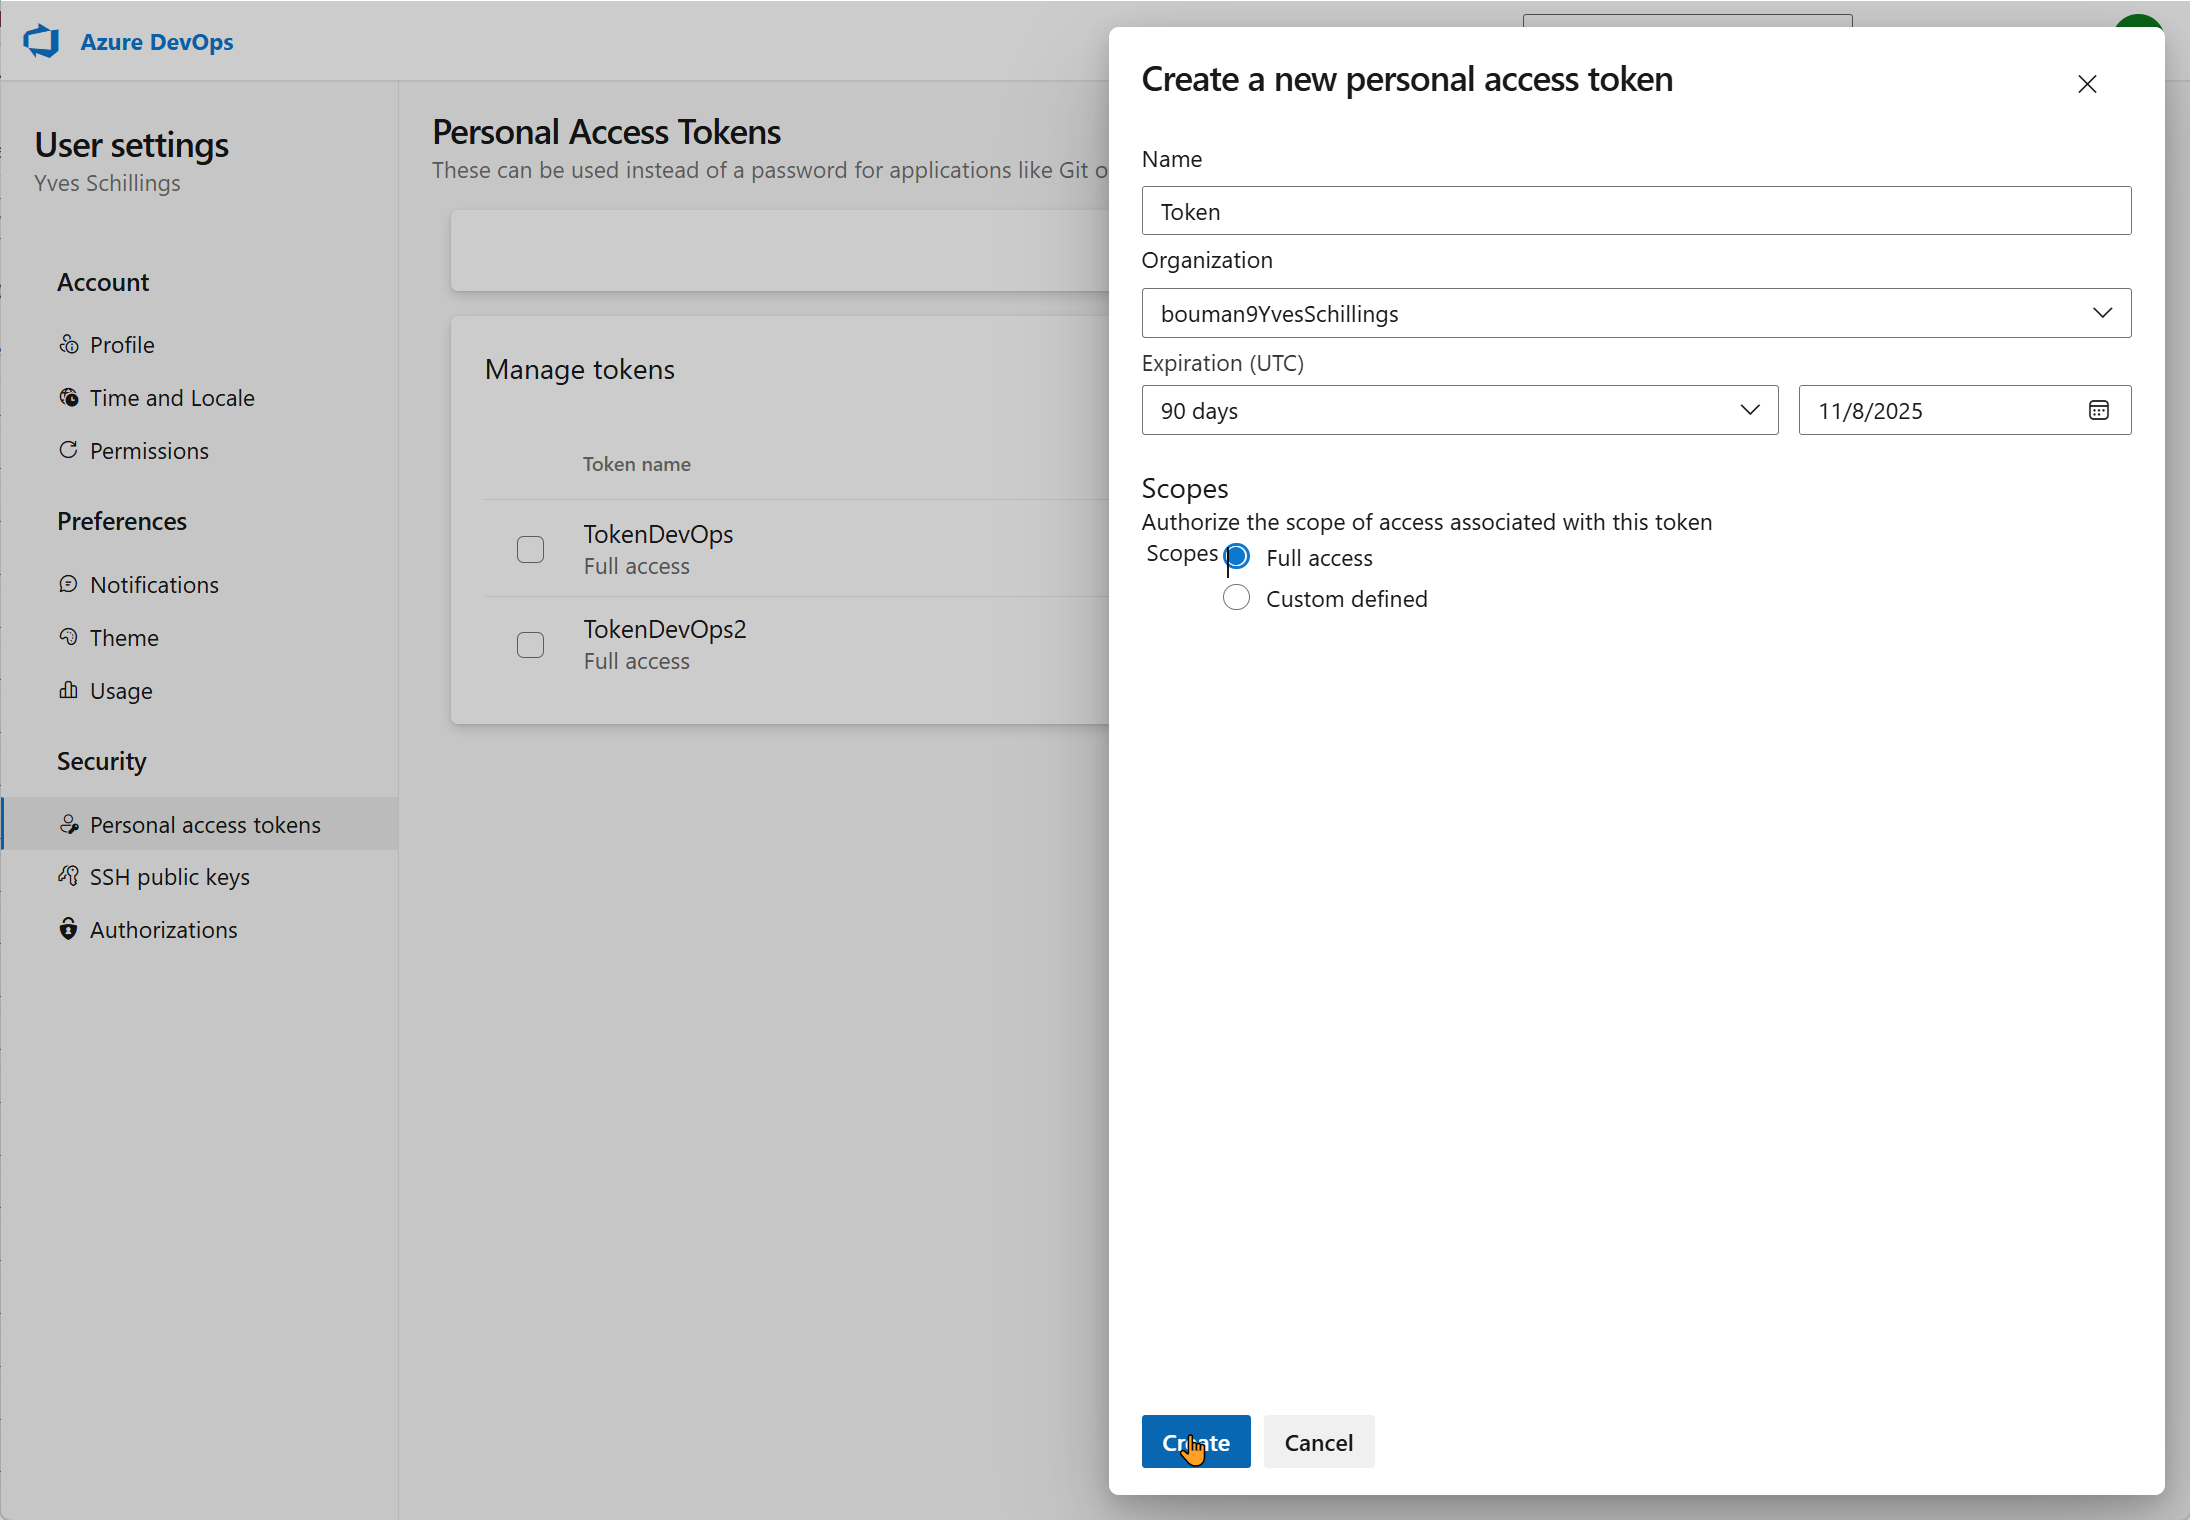 Azure DevOps
User settings
Yves Schillings
Account
Profile
Time and Locale
Permissions
Preferences
Notifications
Theme
Usage
Security
Personal access tokens
SSH public keys
Authorizations
Personal Access Tokens
These can be used instead of a password for applications like Git o
Manage tokens
Token name
TokenDevOps
Full access
TokenDevOps2
Full access
Create a new personal access token
Name
Token
Organization
bouman9YvesSchillings
Expiration (UTC)
90 days
11/8/2025
Scopes
Authorize the scope of access associated with this token
Scopes
Full access
Custom defined
Create
Cancel